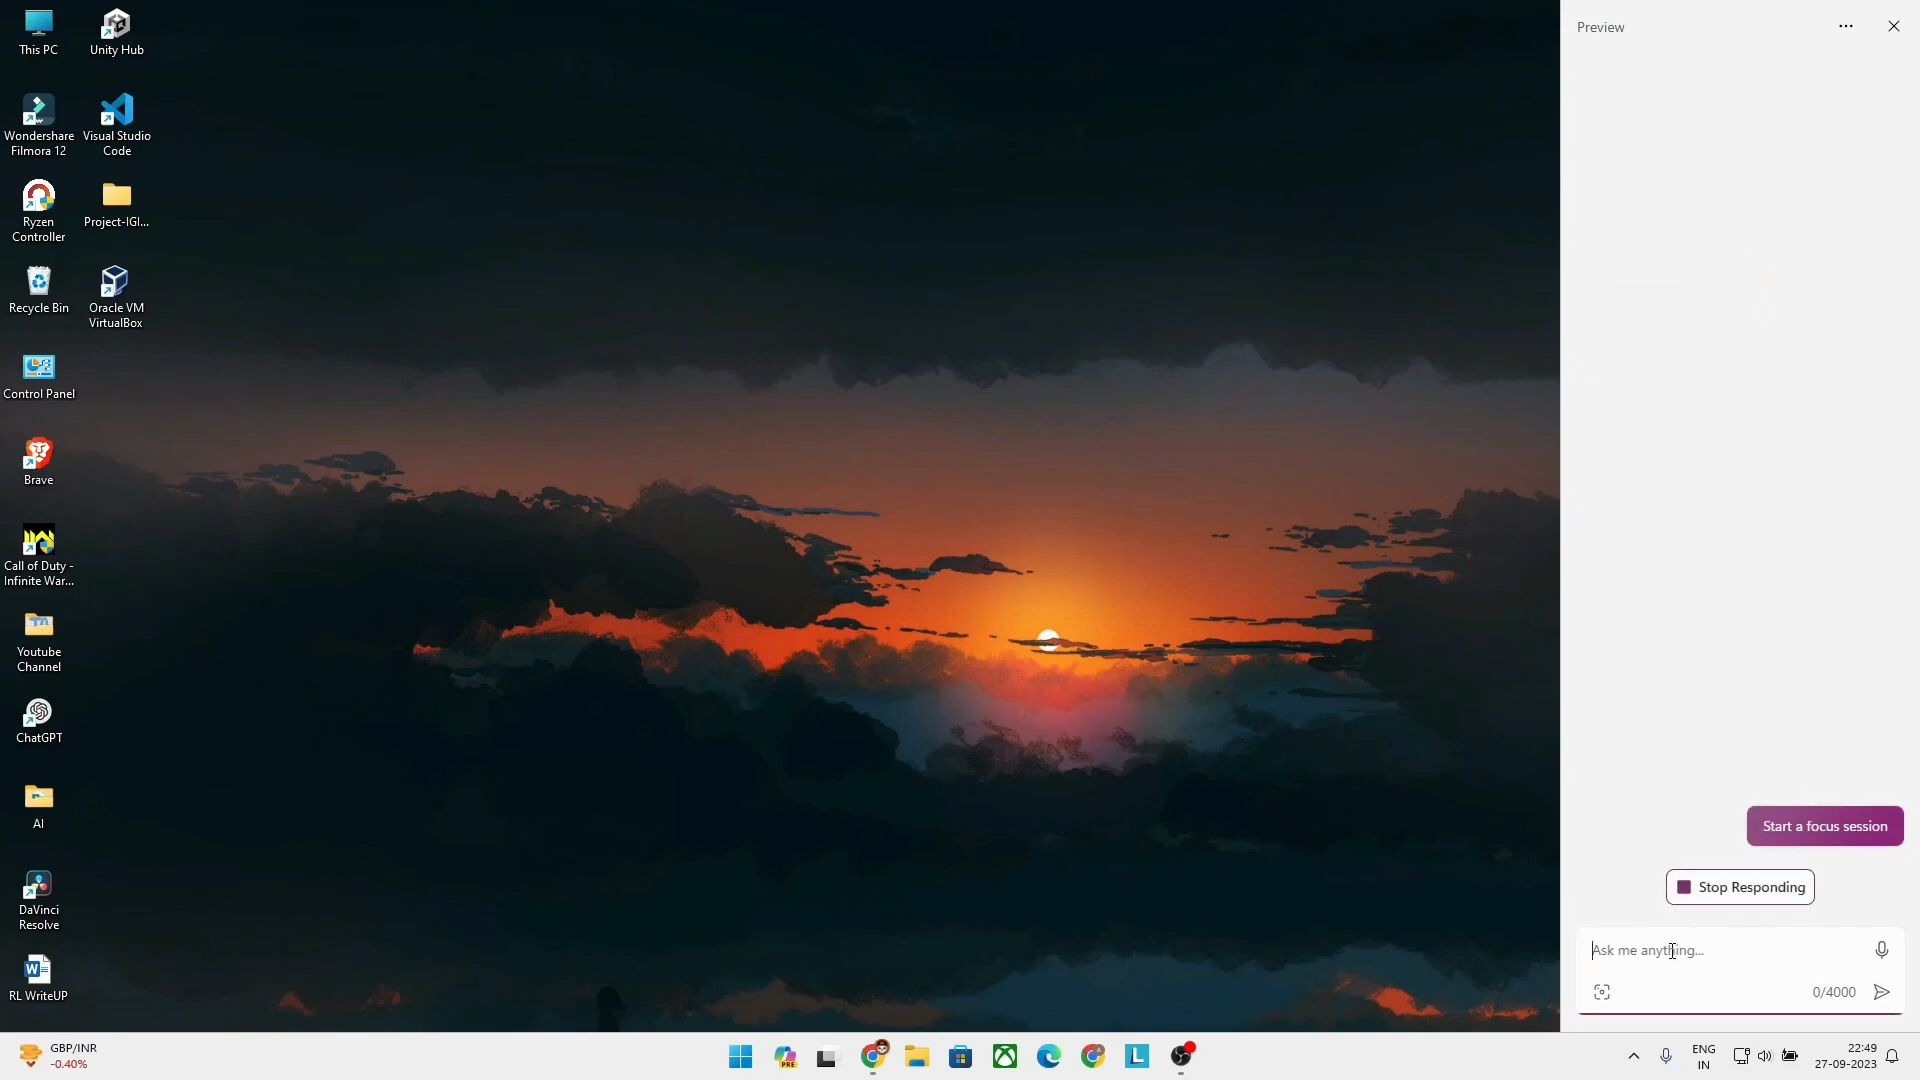 This PC
Unity Hub
Wondershare
Filmora 12
Visual Studio
Code
Ryzen
Controller
Project-IGI...
Recycle Bin
Oracle VM
VirtualBox
Control Panel
Brave
Call of Duty -
Infinite War...
Youtube
Channel
ChatGPT
AI
DaVinci
Resolve
RL WriteUP
Preview
Start a focus session
Stop Responding
Ask me anything...
0/4000
GBP/INR
-0.40%
PRE
L
ENG
IN
22:49
27-09-2023